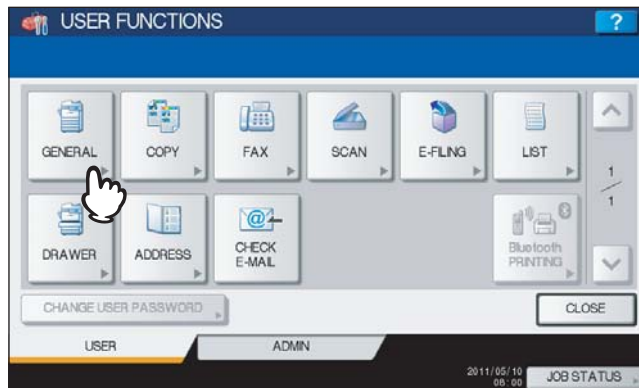 USER FUNCTIONS
?
GENERAL
COPY
FAX
SCAN
E-FILING
LIST
1
1
DRAWER
ADDRESS
@
CHECK
E-MAIL
Bluetooth
PRINTING
CHANGE USER PASSWORD
CLOSE
USER
ADMIN
2011/05/10
08:00
JOB STATUS